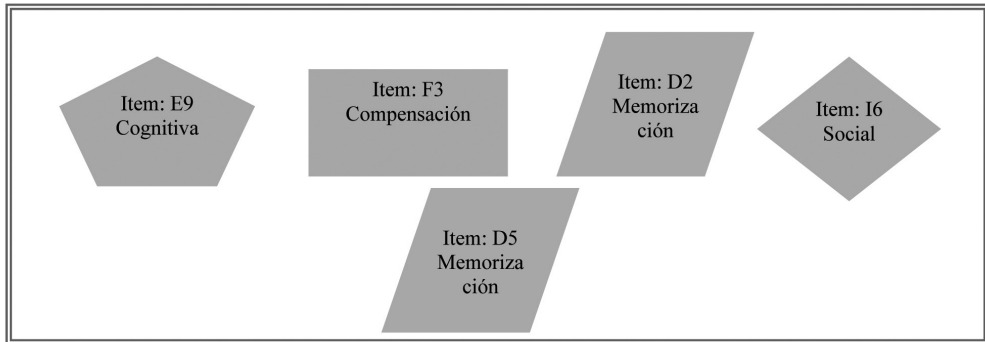 Item: E9
Cognitiva
Item: F3
Compensación
Item: D2
Memoriza
ción
Item: I6
Social
Item: D5
Memoriza
ción